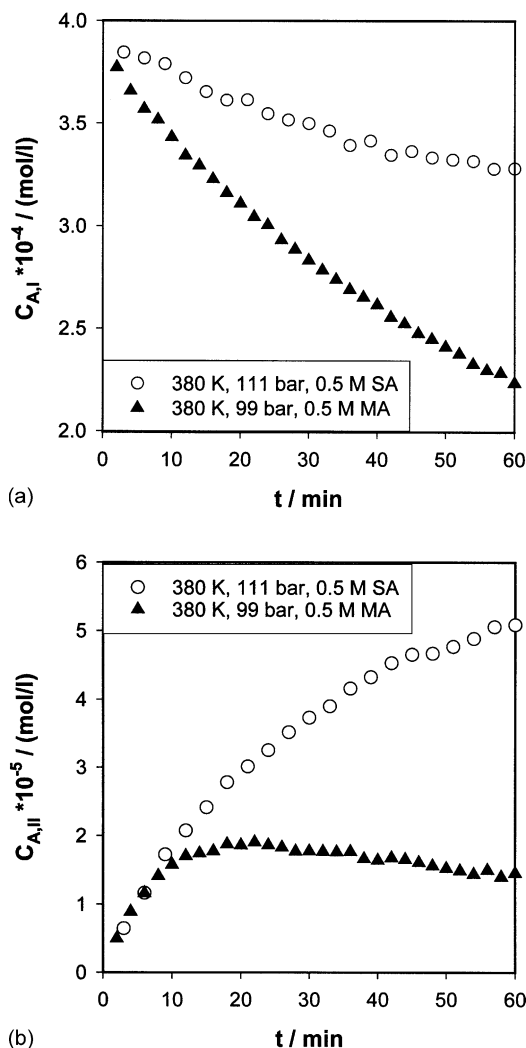 4.0
3.5
3.0
2.5
2.0
C_A,I *10^-4 / (mol/l)
○ 380 K, 111 bar, 0.5 M SA
▲ 380 K, 99 bar, 0.5 M MA
0 10 20 30 40 50 60
t / min
(a)
6
5
4
3
2
1
0
C_A,II *10^-5 / (mol/l)
○ 380 K, 111 bar, 0.5 M SA
▲ 380 K, 99 bar, 0.5 M MA
0 10 20 30 40 50 60
t / min
(b)